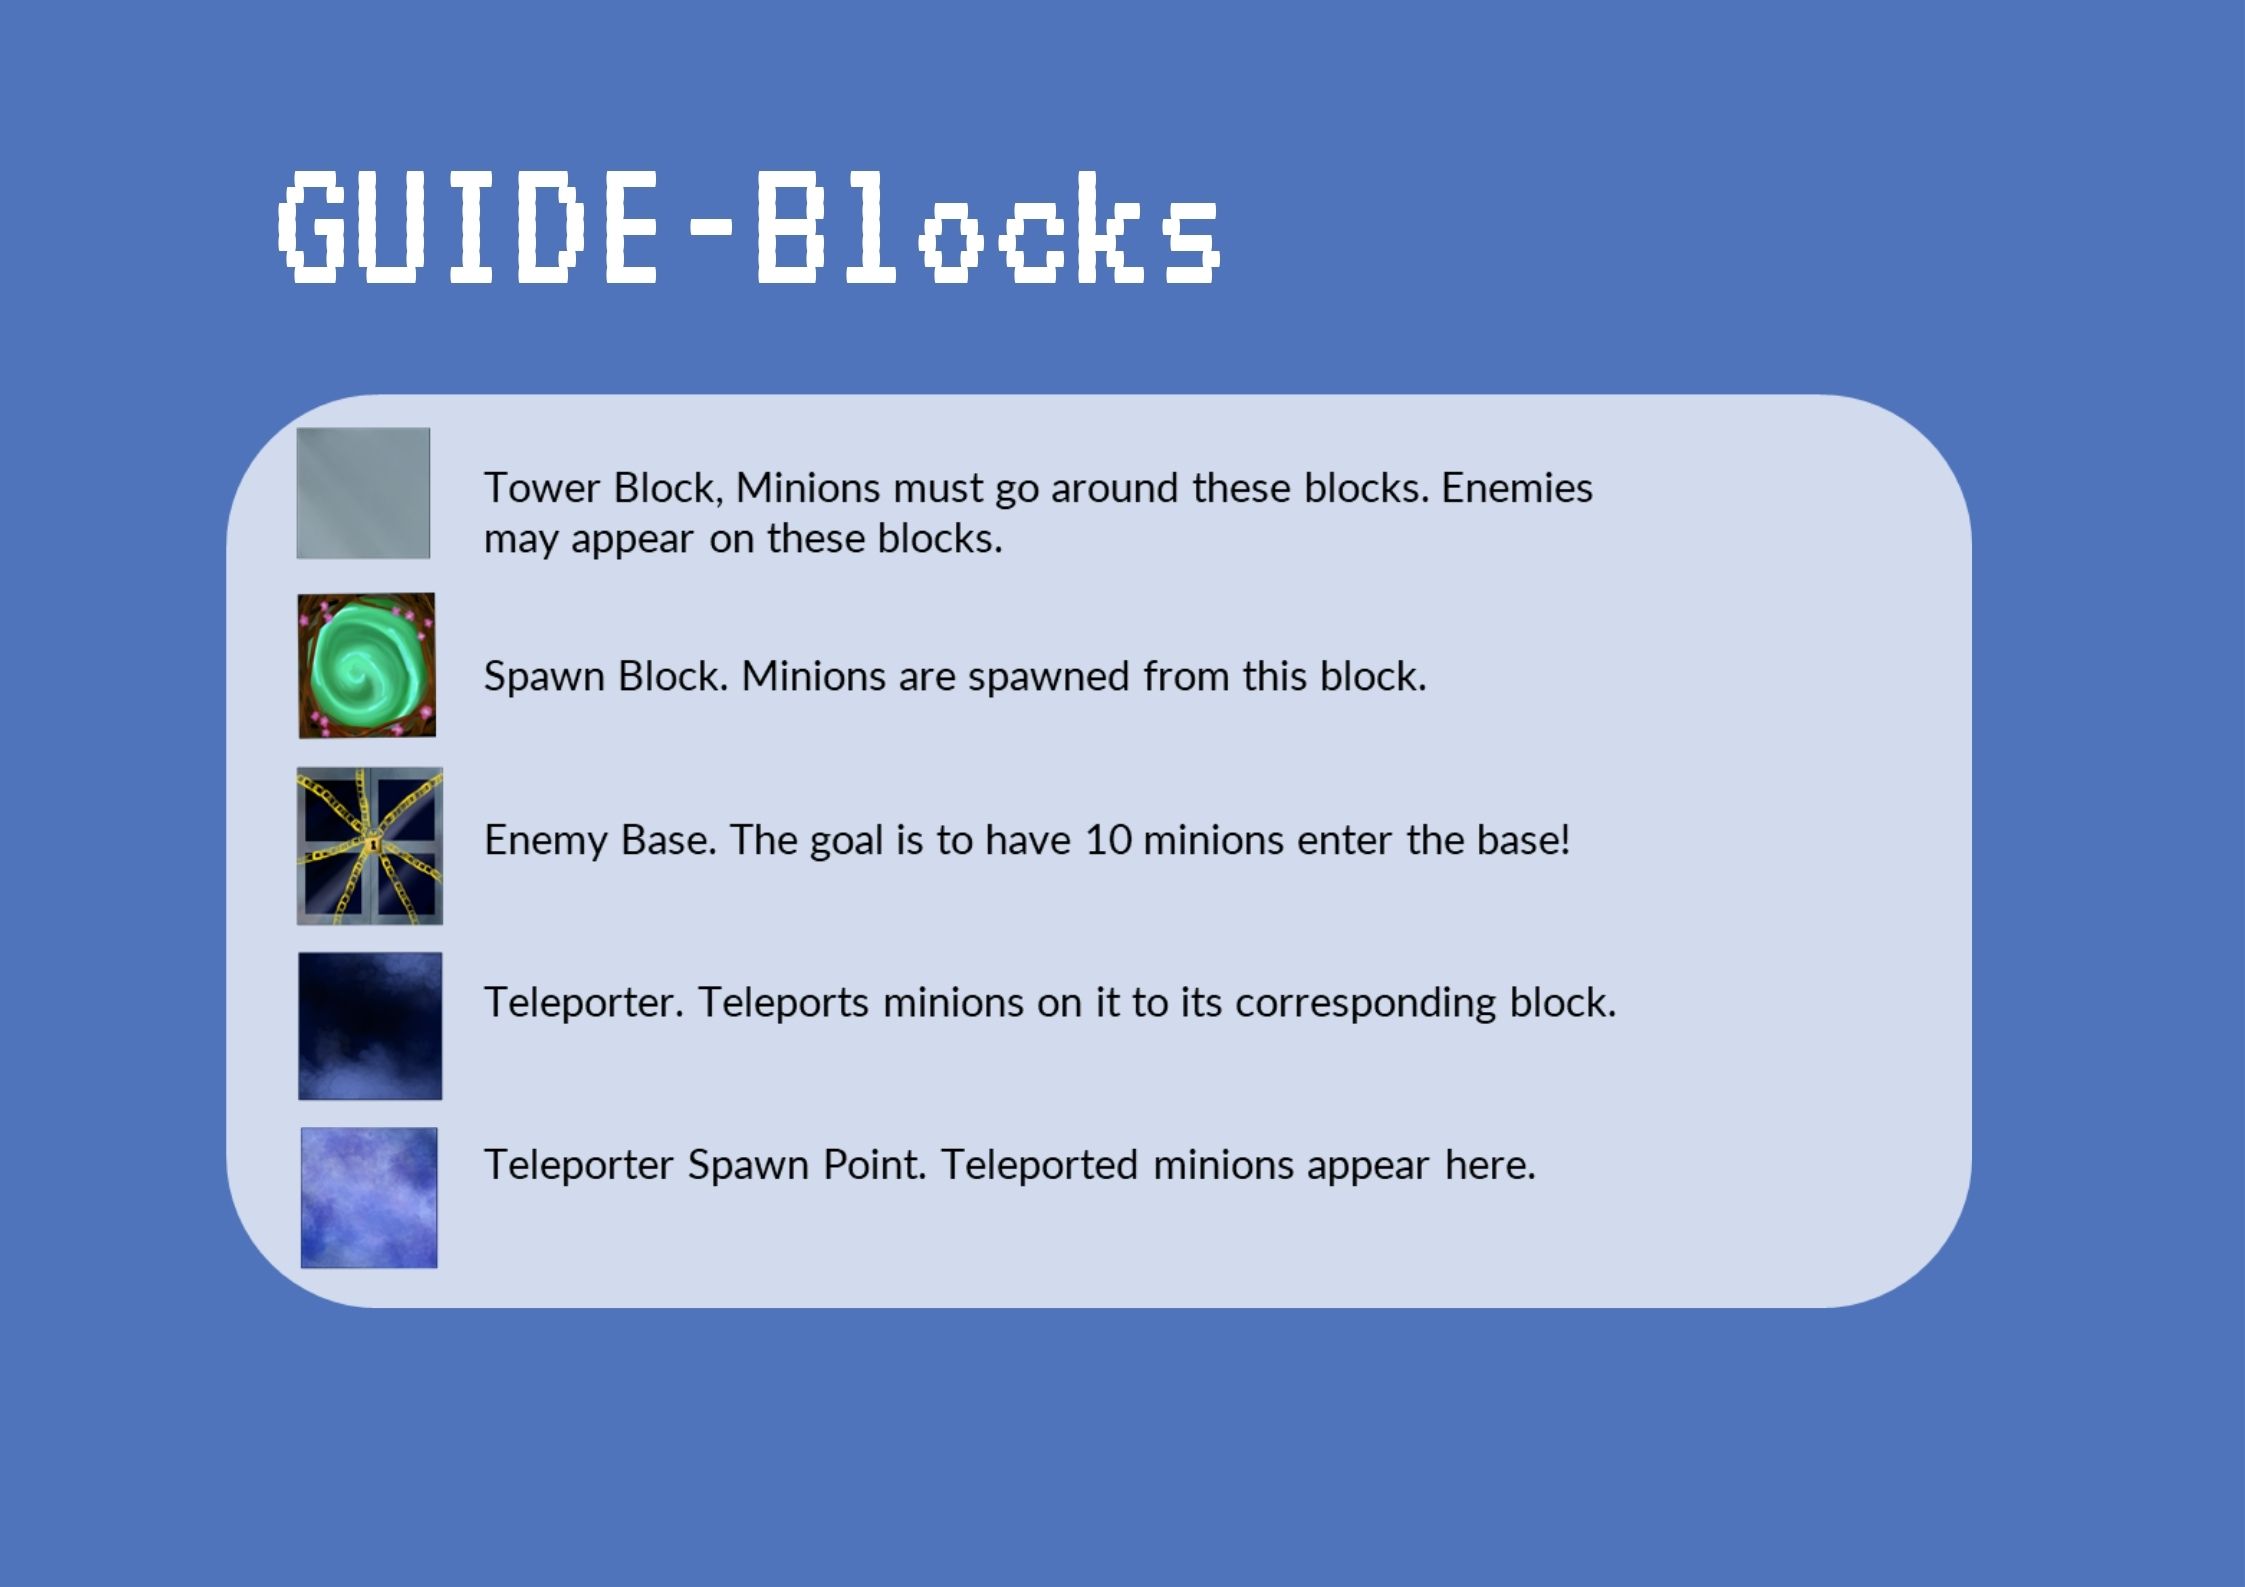 GUIDE-Blocks
Tower Block, Minions must go around these blocks. Enemies
may appear on these blocks.
Spawn Block. Minions are spawned from this block.
Enemy Base. The goal is to have 10 minions enter the base!
Teleporter. Teleports minions on it to its corresponding block.
Teleporter Spawn Point. Teleported minions appear here.